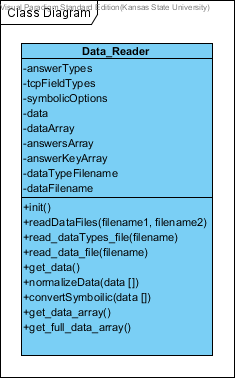 Visual Paradigm Standard Edition(Kansas State University)
Class Diagram
Data_Reader
-answerTypes
-tcpFieldTypes
-symbolicOptions
-data
-dataArray
-answersArray
-answerKeyArray
-dataTypeFilename
-dataFilename
+init()
+readDataFiles(filename1, filename2)
+read_dataTypes_file(filename)
+read_data_file(filename)
+get_data()
+normalizeData(data [])
+convertSymboilic(data [])
+get_data_array()
+get_full_data_array()